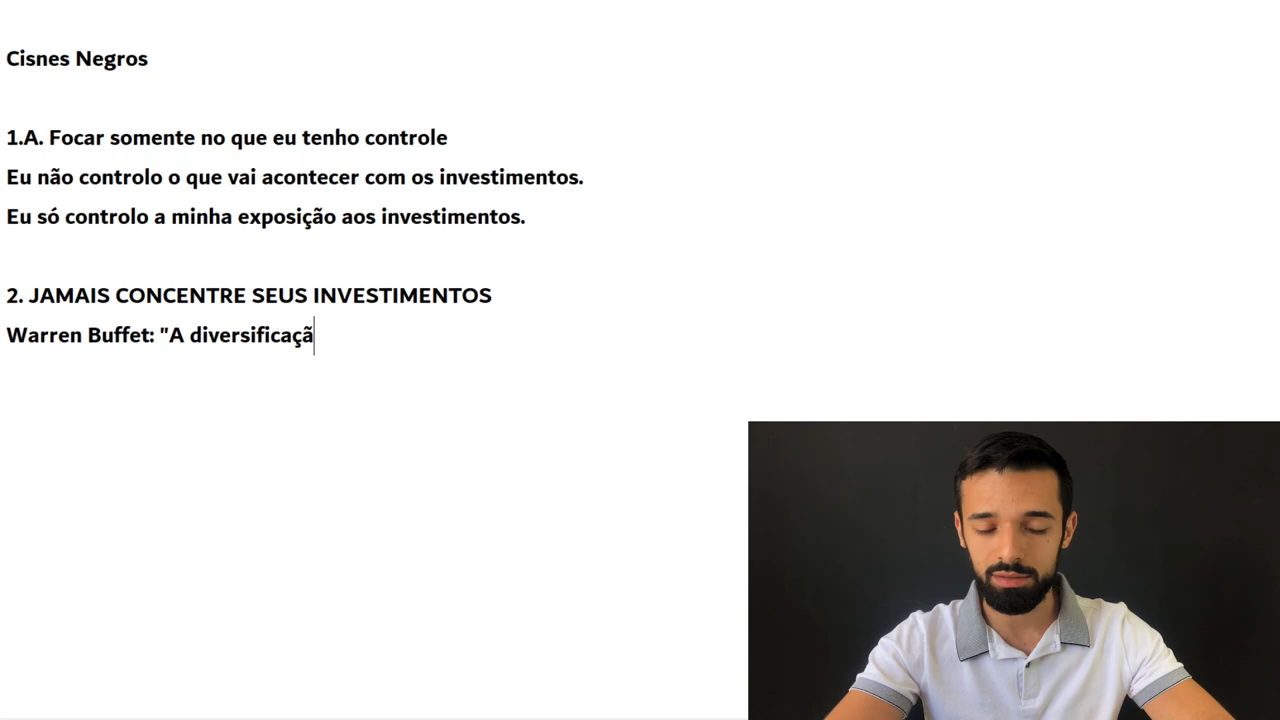 Cisnes Negros
1.A. Focar somente no que eu tenho controle
Eu não controlo o que vai acontecer com os investimentos.
Eu só controlo a minha exposição aos investimentos.
2. JAMAIS CONCENTRE SEUS INVESTIMENTOS
Warren Buffet: "A diversificaçã